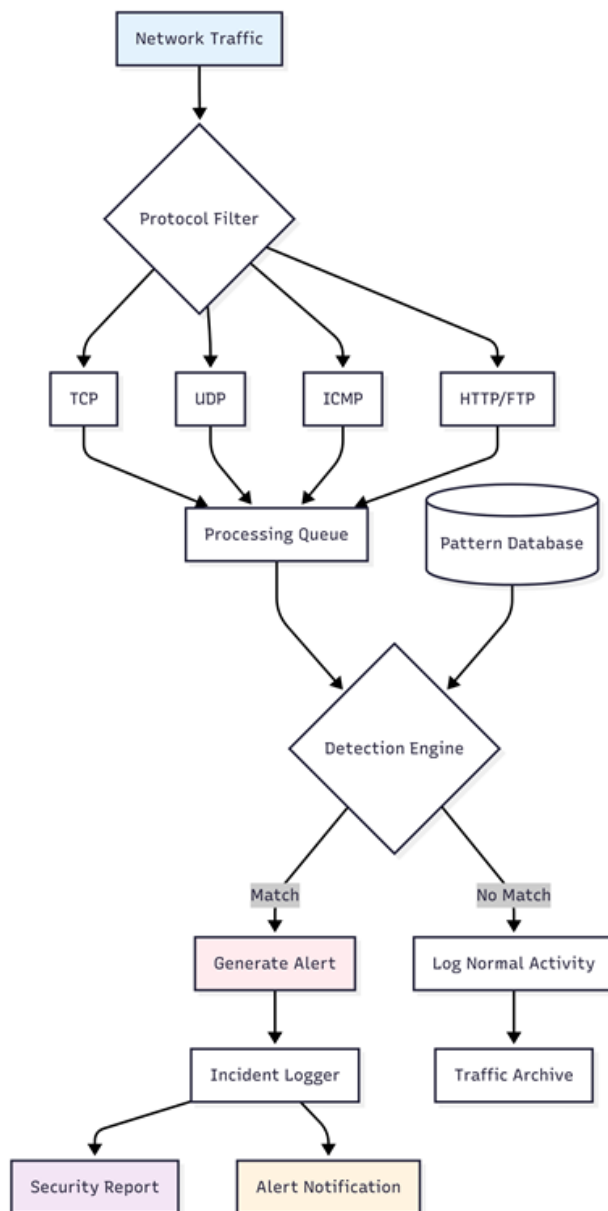 Network Traffic
Protocol Filter
TCP
UDP
ICMP
HTTP/FTP
Processing Queue
Pattern Database
Detection Engine
Match
No Match
Generate Alert
Log Normal Activity
Incident Logger
Traffic Archive
Security Report
Alert Notification